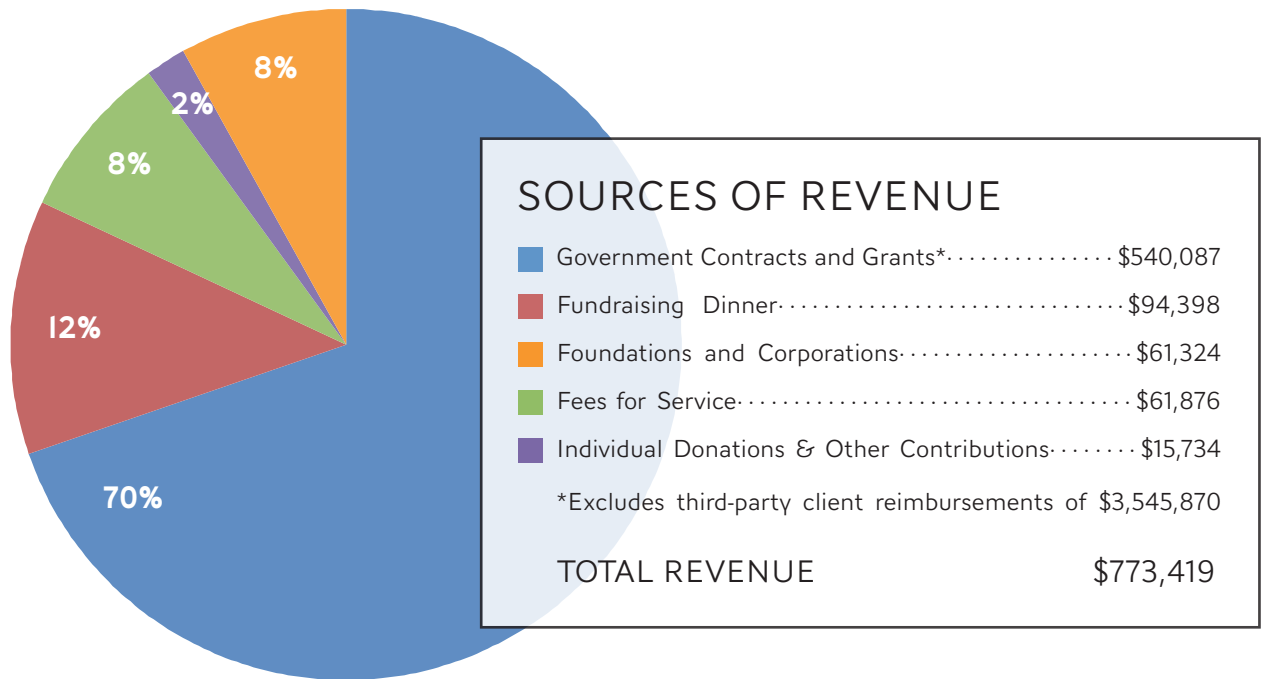 8%
2%
8%
12%
70%
SOURCES OF REVENUE
Government Contracts and Grants*...............$540,087
Fundraising Dinner...............................$94,398
Foundations and Corporations.....................$61,324
Fees for Service...................................$61,876
Individual Donations & Other Contributions........$15,734
*Excludes third-party client reimbursements of $3,545,870
TOTAL REVENUE $773,419